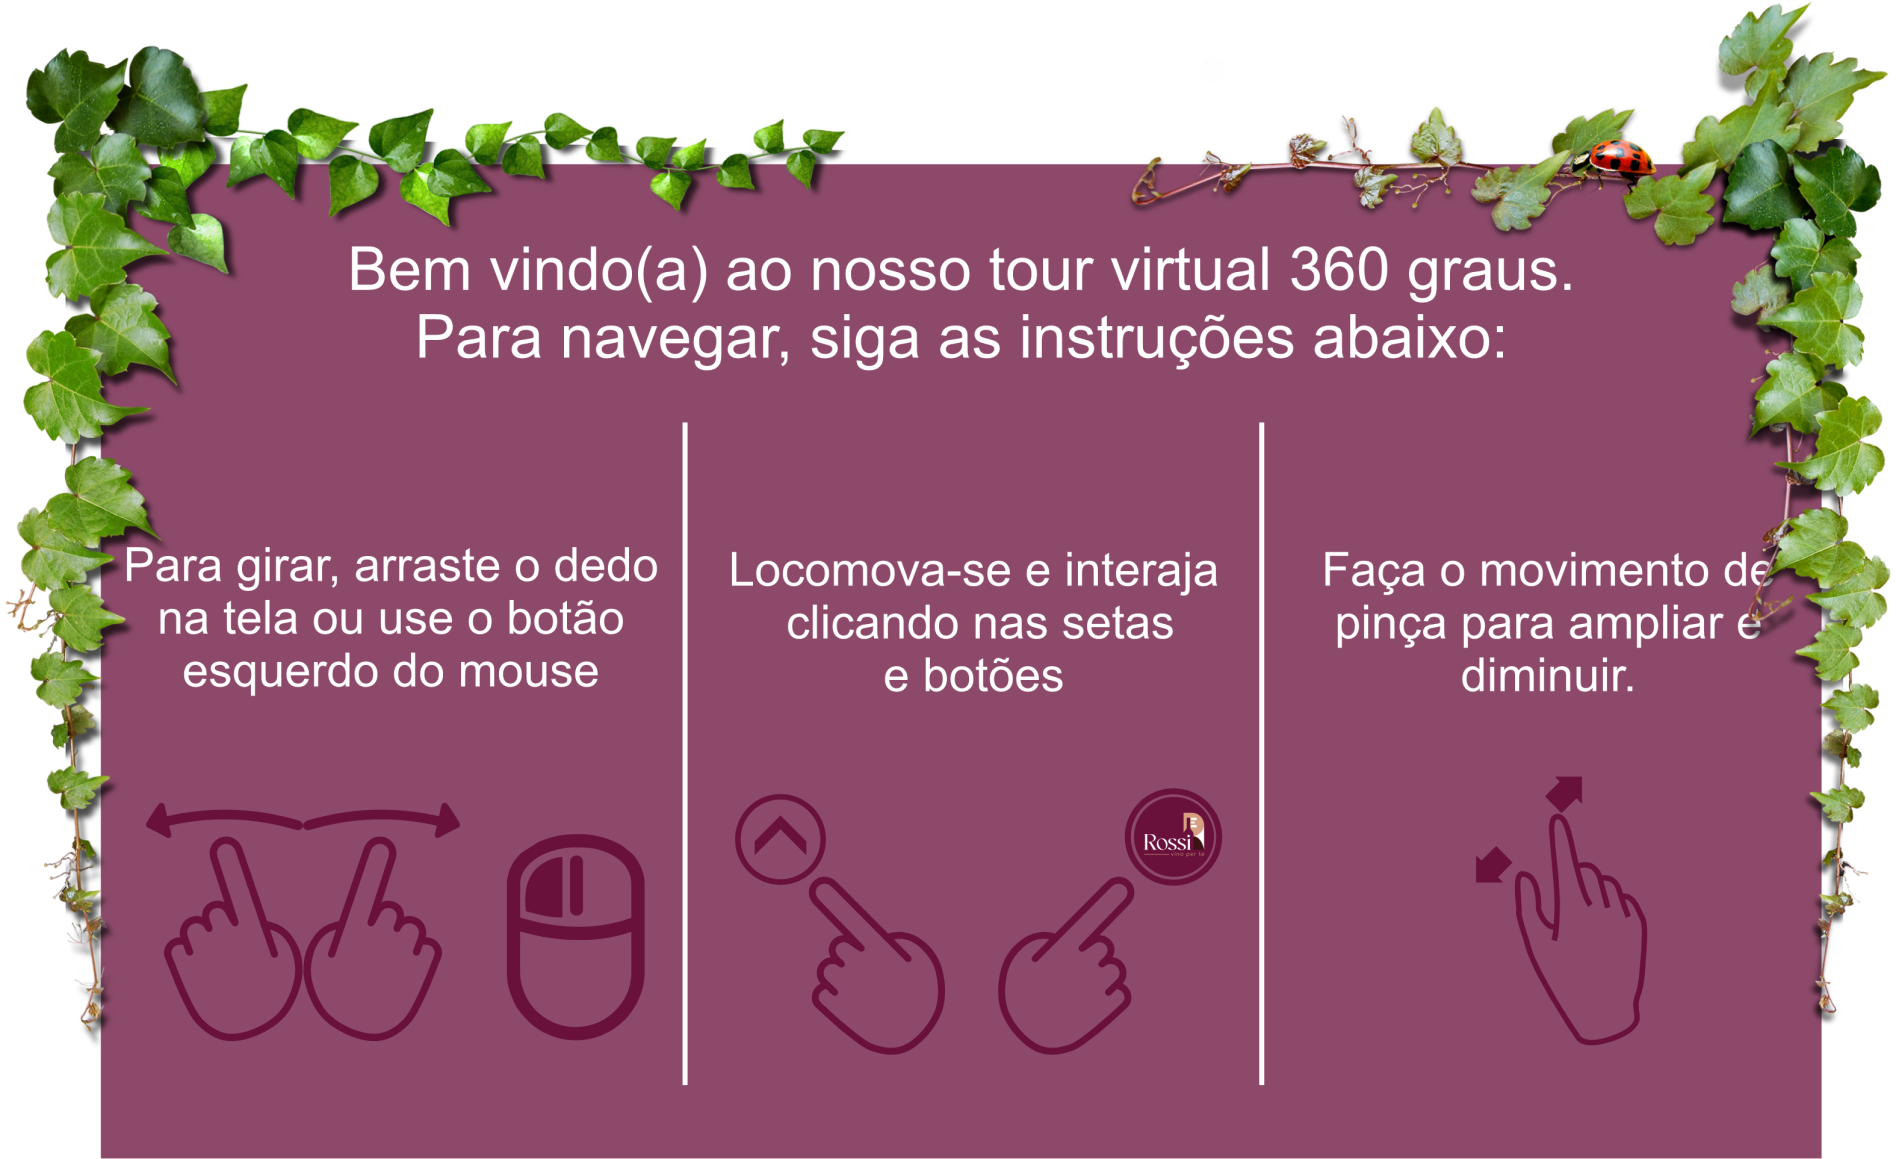 Bem vindo(a) ao nosso tour virtual 360 graus.
Para navegar, siga as instruções abaixo:
Para girar, arraste o dedo
na tela ou use o botão
esquerdo do mouse
Locomova-se e interaja
clicando nas setas
e botões
Faça o movimento de
pinça para ampliar e
diminuir.
Rossi
vino per te